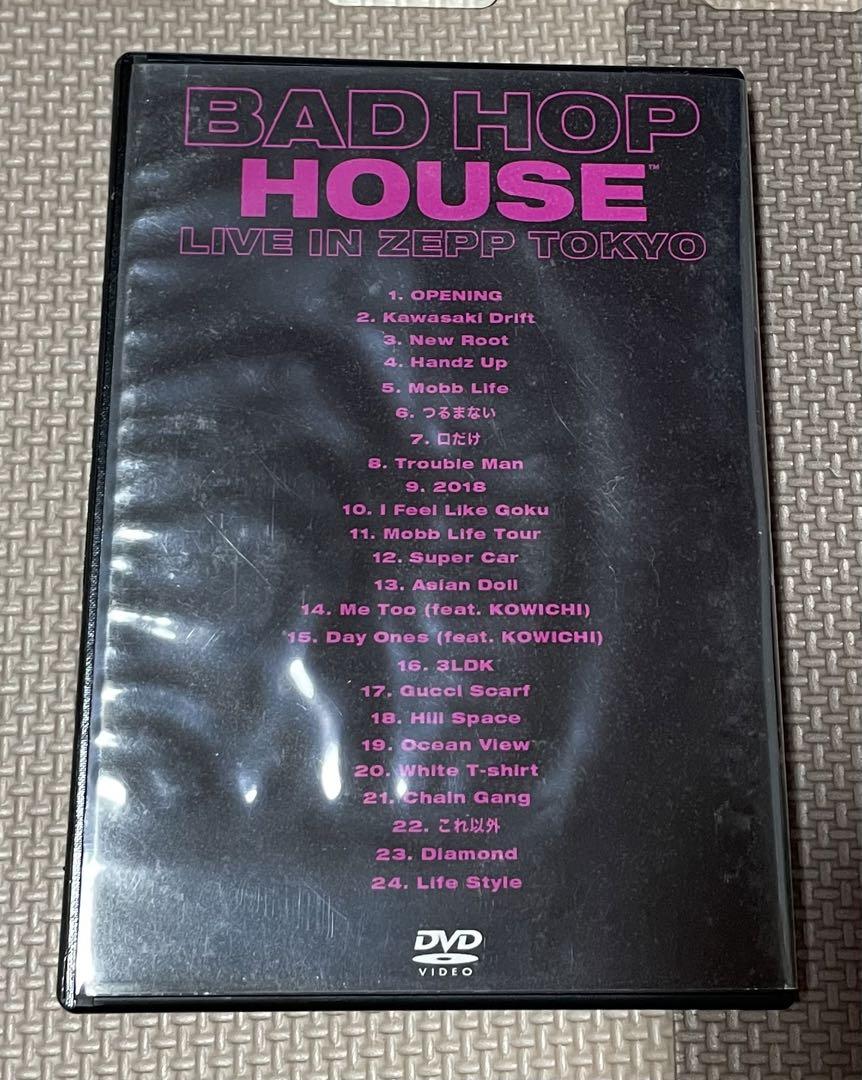 BAD HOP
HOUSE™
LIVE IN ZEPP TOKYO
1. OPENING
2. Kawasaki Drift
3. New Root
4. Handz Up
5. Mobb Life
6. つるまない
7. 口だけ
8. Trouble Man
9. 2018
10. I Feel Like Goku
11. Mobb Life Tour
12. Super Car
13. Asian Doll
14. Me Too (feat. KOWICHI)
15. Day Ones (feat. KOWICHI)
16. 3LDK
17. Gucci Scarf
18. Hill Space
19. Ocean View
20. White T-shirt
21. Chain Gang
22. これ以外
23. Diamond
24. Life Style
DVD
VIDEO